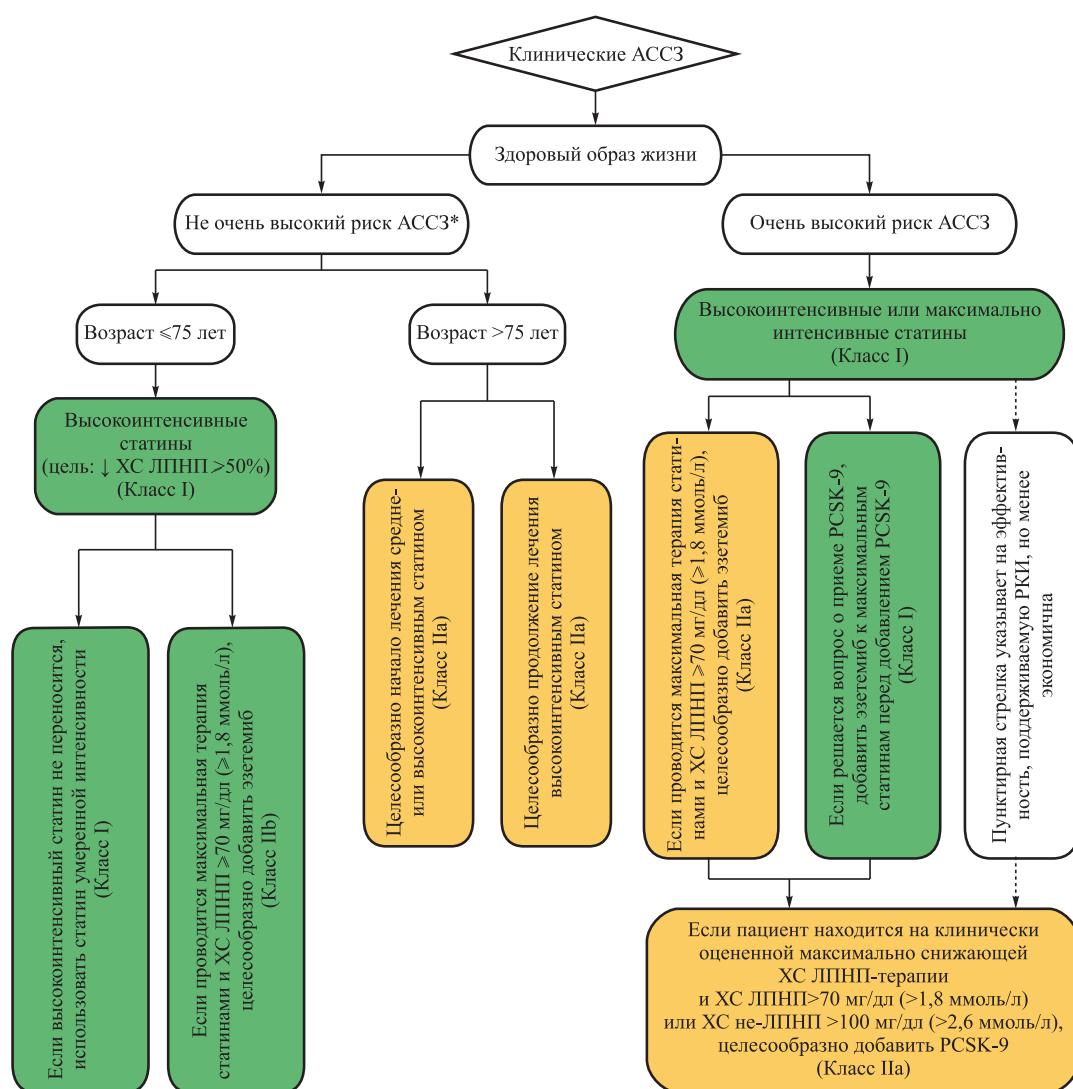 Клинические АССЗ
Здоровый образ жизни
Не очень высокий риск АССЗ*
Очень высокий риск АССЗ
Возраст ⩽75 лет
Возраст >75 лет
Высокоинтенсивные или максимально
интенсивные статины
(Класс I)
Высокоинтенсивные
статины
(цель: ↓ ХС ЛПНП ⩾50%)
(Класс I)
Если высокоинтенсивный статин не переносится,
использовать статин умеренной интенсивности
(Класс I)
Если проводится максимальная терапия
статинами и ХС ЛПНП ⩾70 мг/дл (⩾1,8 ммоль/л),
целесообразно добавить эзетемиб
(Класс IIb)
Целесообразно начало лечения средне-
или высокоинтенсивным статином
(Класс IIa)
Целесообразно продолжение лечения
высокоинтенсивным статином
(Класс IIa)
Если проводится максимальная терапия стати-
нами и ХС ЛПНП ⩾70 мг/дл (⩾1,8 ммоль/л),
целесообразно добавить эзетемиб
(Класс IIa)
Если решается вопрос о приеме PCSK-9,
добавить эзетемиб к максимальным
статинам перед добавлением PCSK-9
(Класс I)
Пунктирная стрелка указывает на эффектив-
ность, поддерживаемую РКИ, но менее
экономична
Если пациент находится на клинически
оцененной максимально снижающей
ХС ЛПНП-терапии
и ХС ЛПНП>70 мг/дл (>1,8 ммоль/л)
или ХС не-ЛПНП >100 мг/дл (>2,6 ммоль/л),
целесообразно добавить PCSK-9
(Класс IIa)